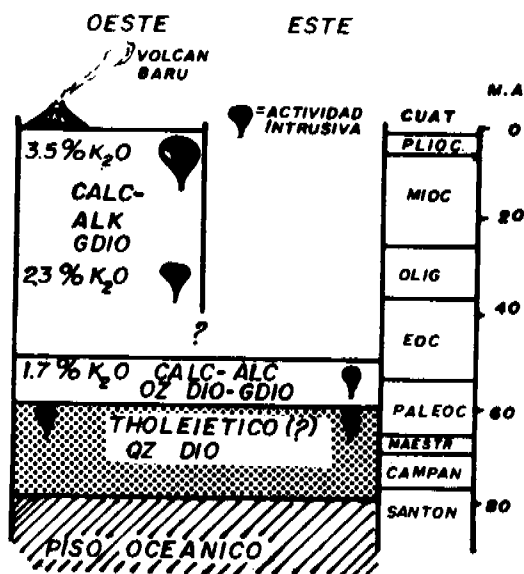 OESTE
ESTE
VOLCAN
BARU
=ACTIVIDAD
INTRUSIVA
M.A
CUAT
0
PLIOC.
3.5% K₂O
CALC-
ALK
GDIO
MIOC
20
2,3 % K₂O
OLIG
40
?
EOC
1.7 % K₂O CALC-ALC
OZ DIO-GDIO
PALEOC
60
THOLEIETICO (?)
QZ DIO
MAESTR
CAMPAN
80
SANTON
PISO OCEANICO